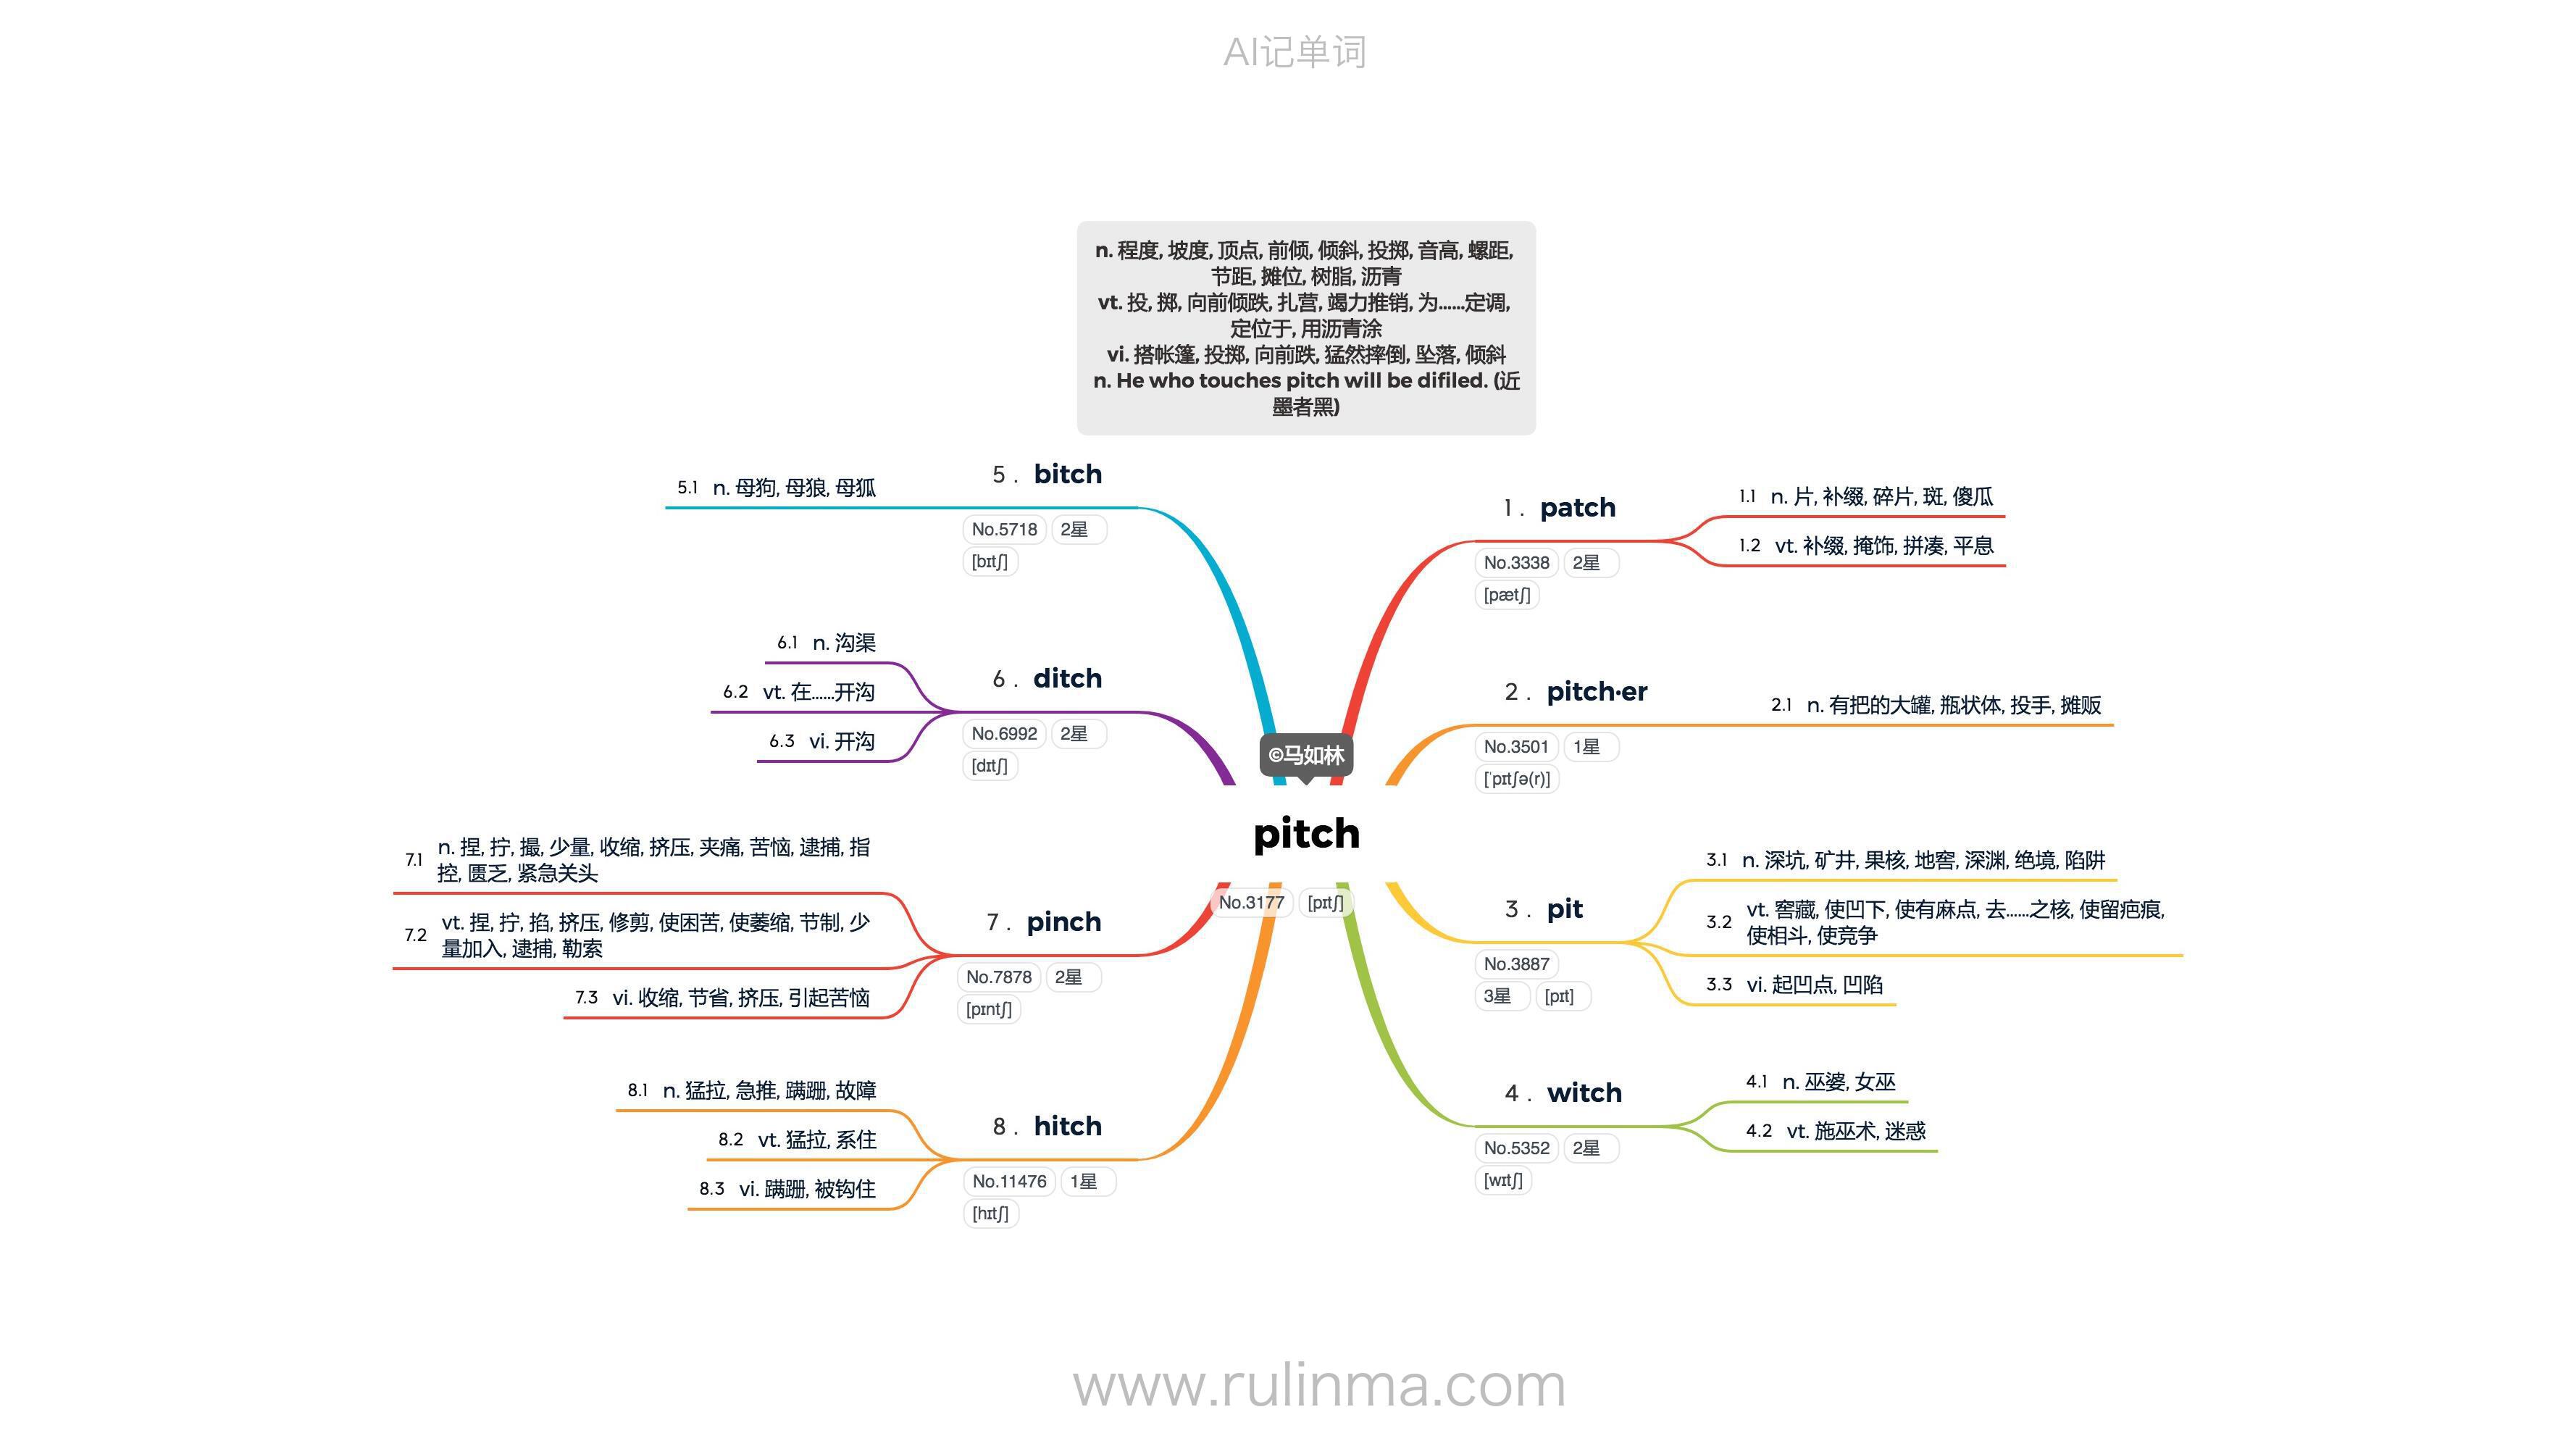 AI记单词
n. 程度, 坡度, 顶点, 前倾, 倾斜, 投掷, 音高, 螺距,
节距, 摊位, 树脂, 沥青
vt. 投, 掷, 向前倾跌, 扎营, 竭力推销, 为……定调,
定位于, 用沥青涂
vi. 搭帐篷, 投掷, 向前跌, 猛然摔倒, 坠落, 倾斜
n. He who touches pitch will be difiled. (近
墨者黑)
©马如林
pitch
No.3177 [pɪtʃ]
1. patch
No.3338 2星
[pætʃ]
1.1 n. 片, 补缀, 碎片, 斑, 傻瓜
1.2 vt. 补缀, 掩饰, 拼凑, 平息
2. pitch·er
No.3501 1星
[ˈpɪtʃə(r)]
2.1 n. 有把的大罐, 瓶状体, 投手, 摊贩
3. pit
No.3887
3星 [pɪt]
3.1 n. 深坑, 矿井, 果核, 地窖, 深渊, 绝境, 陷阱
3.2 vt. 窖藏, 使凹下, 使有麻点, 去……之核, 使留疤痕,
使相斗, 使竞争
3.3 vi. 起凹点, 凹陷
4. witch
No.5352 2星
[wɪtʃ]
4.1 n. 巫婆, 女巫
4.2 vt. 施巫术, 迷惑
5. bitch
No.5718 2星
[bɪtʃ]
5.1 n. 母狗, 母狼, 母狐
6. ditch
No.6992 2星
[dɪtʃ]
6.1 n. 沟渠
6.2 vt. 在……开沟
6.3 vi. 开沟
7. pinch
No.7878 2星
[pɪntʃ]
7.1 n. 捏, 拧, 撮, 少量, 收缩, 挤压, 夹痛, 苦恼, 逮捕, 指
控, 匮乏, 紧急关头
7.2 vt. 捏, 拧, 掐, 挤压, 修剪, 使困苦, 使萎缩, 节制, 少
量加入, 逮捕, 勒索
7.3 vi. 收缩, 节省, 挤压, 引起苦恼
8. hitch
No.11476 1星
[hɪtʃ]
8.1 n. 猛拉, 急推, 蹒跚, 故障
8.2 vt. 猛拉, 系住
8.3 vi. 蹒跚, 被钩住
www.rulinma.com